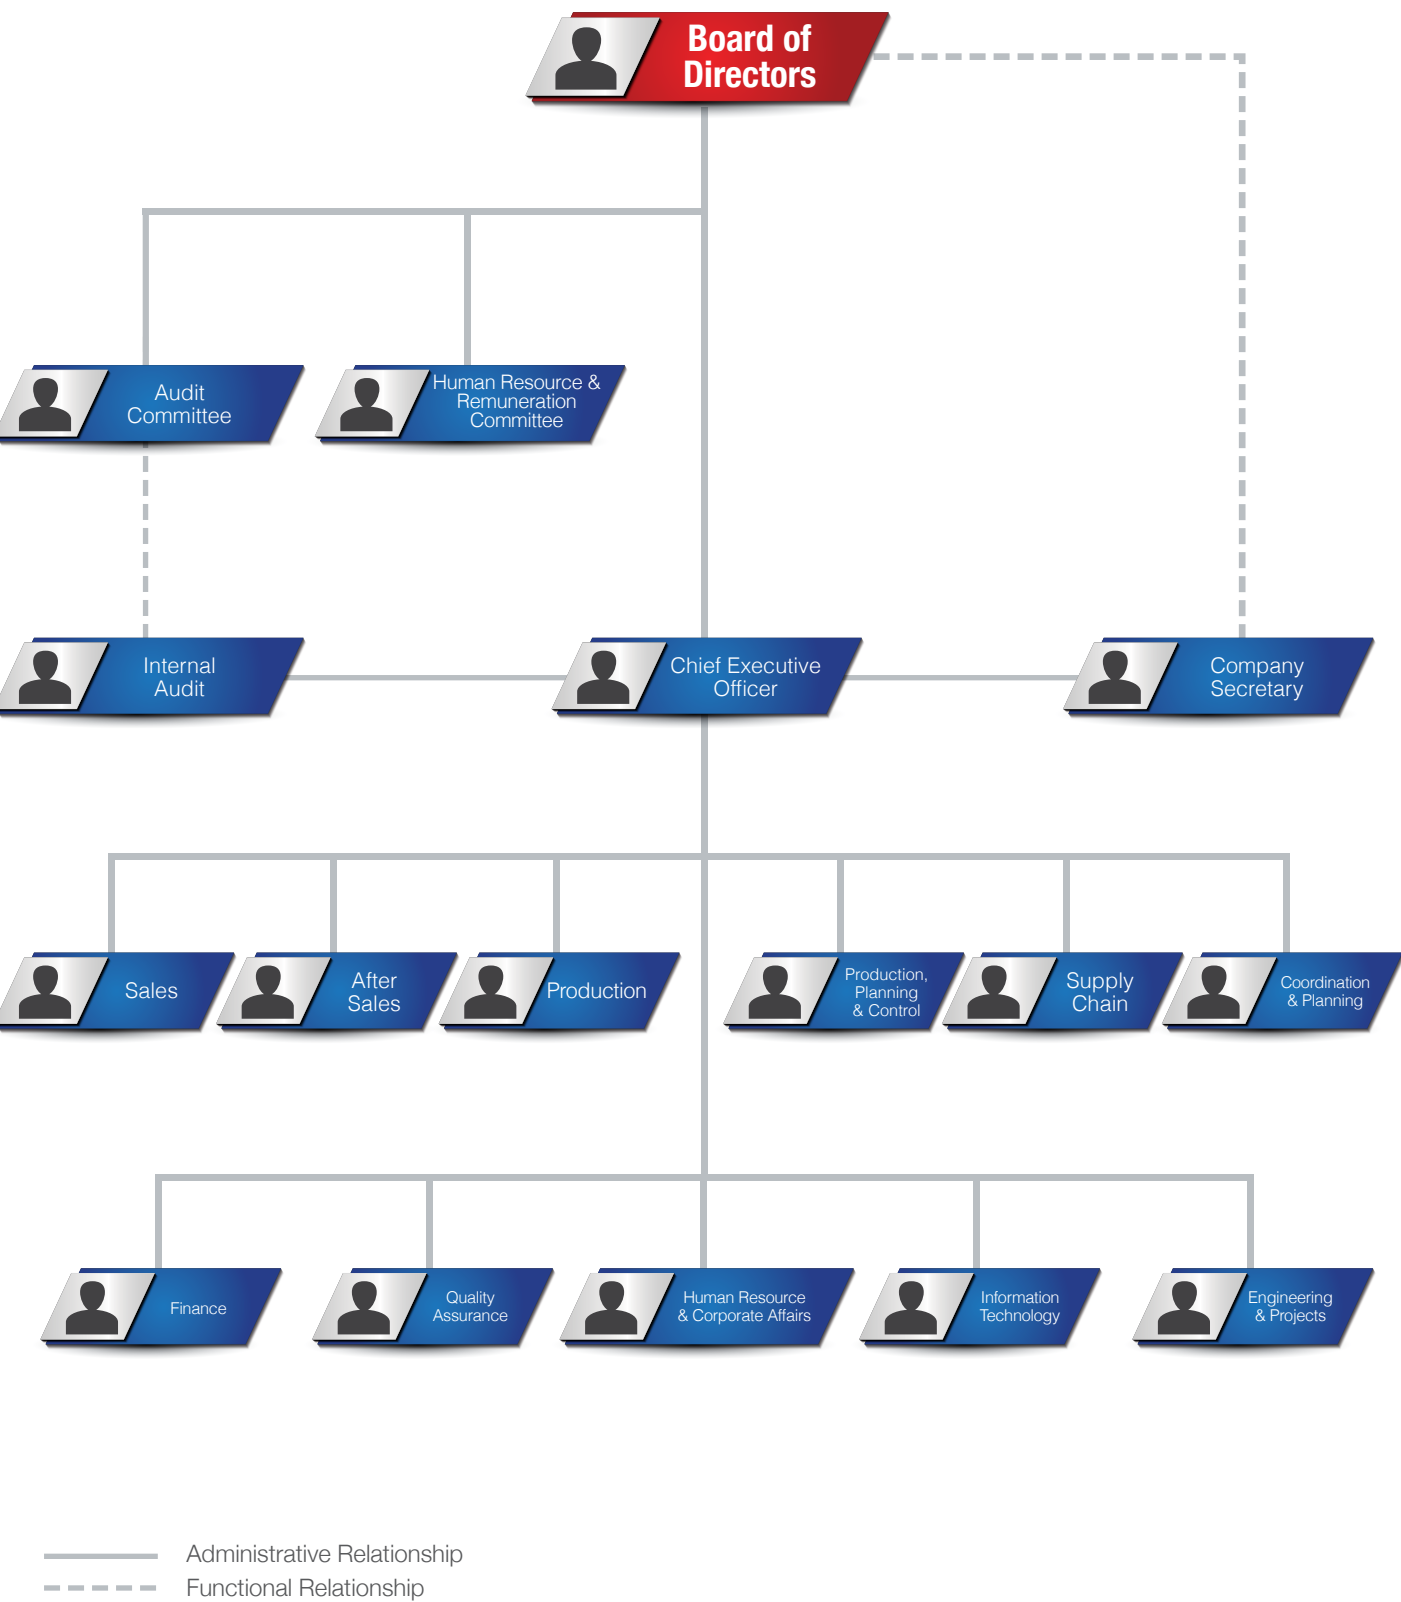 Board of
Directors
Audit
Committee
Human Resource &
Remuneration
Committee
Internal
Audit
Chief Executive
Officer
Company
Secretary
Sales
After
Sales
Production
Production,
Planning
& Control
Supply
Chain
Coordination
& Planning
Finance
Quality
Assurance
Human Resource
& Corporate Affairs
Information
Technology
Engineering
& Projects
Administrative Relationship
Functional Relationship